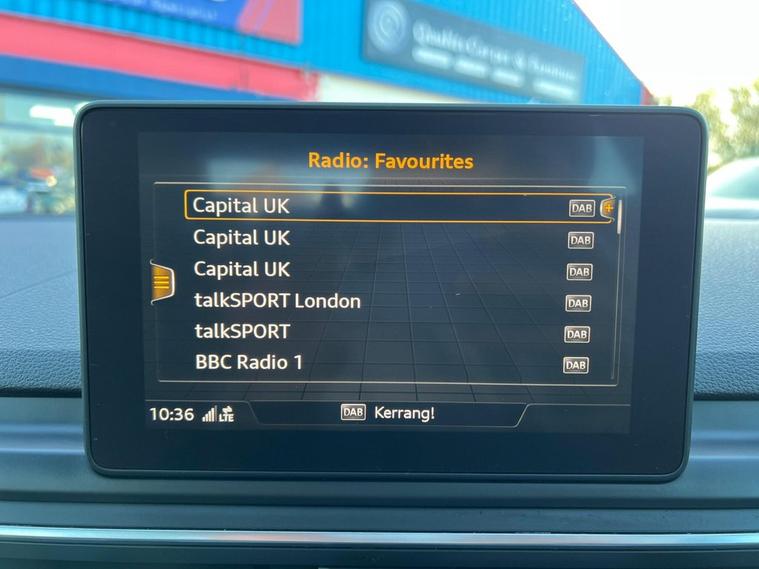 Radio: Favourites
Capital UK DAB +
Capital UK DAB
Capital UK DAB
talkSPORT London DAB
talkSPORT DAB
BBC Radio 1 DAB
10:36 LTE DAB Kerrang!